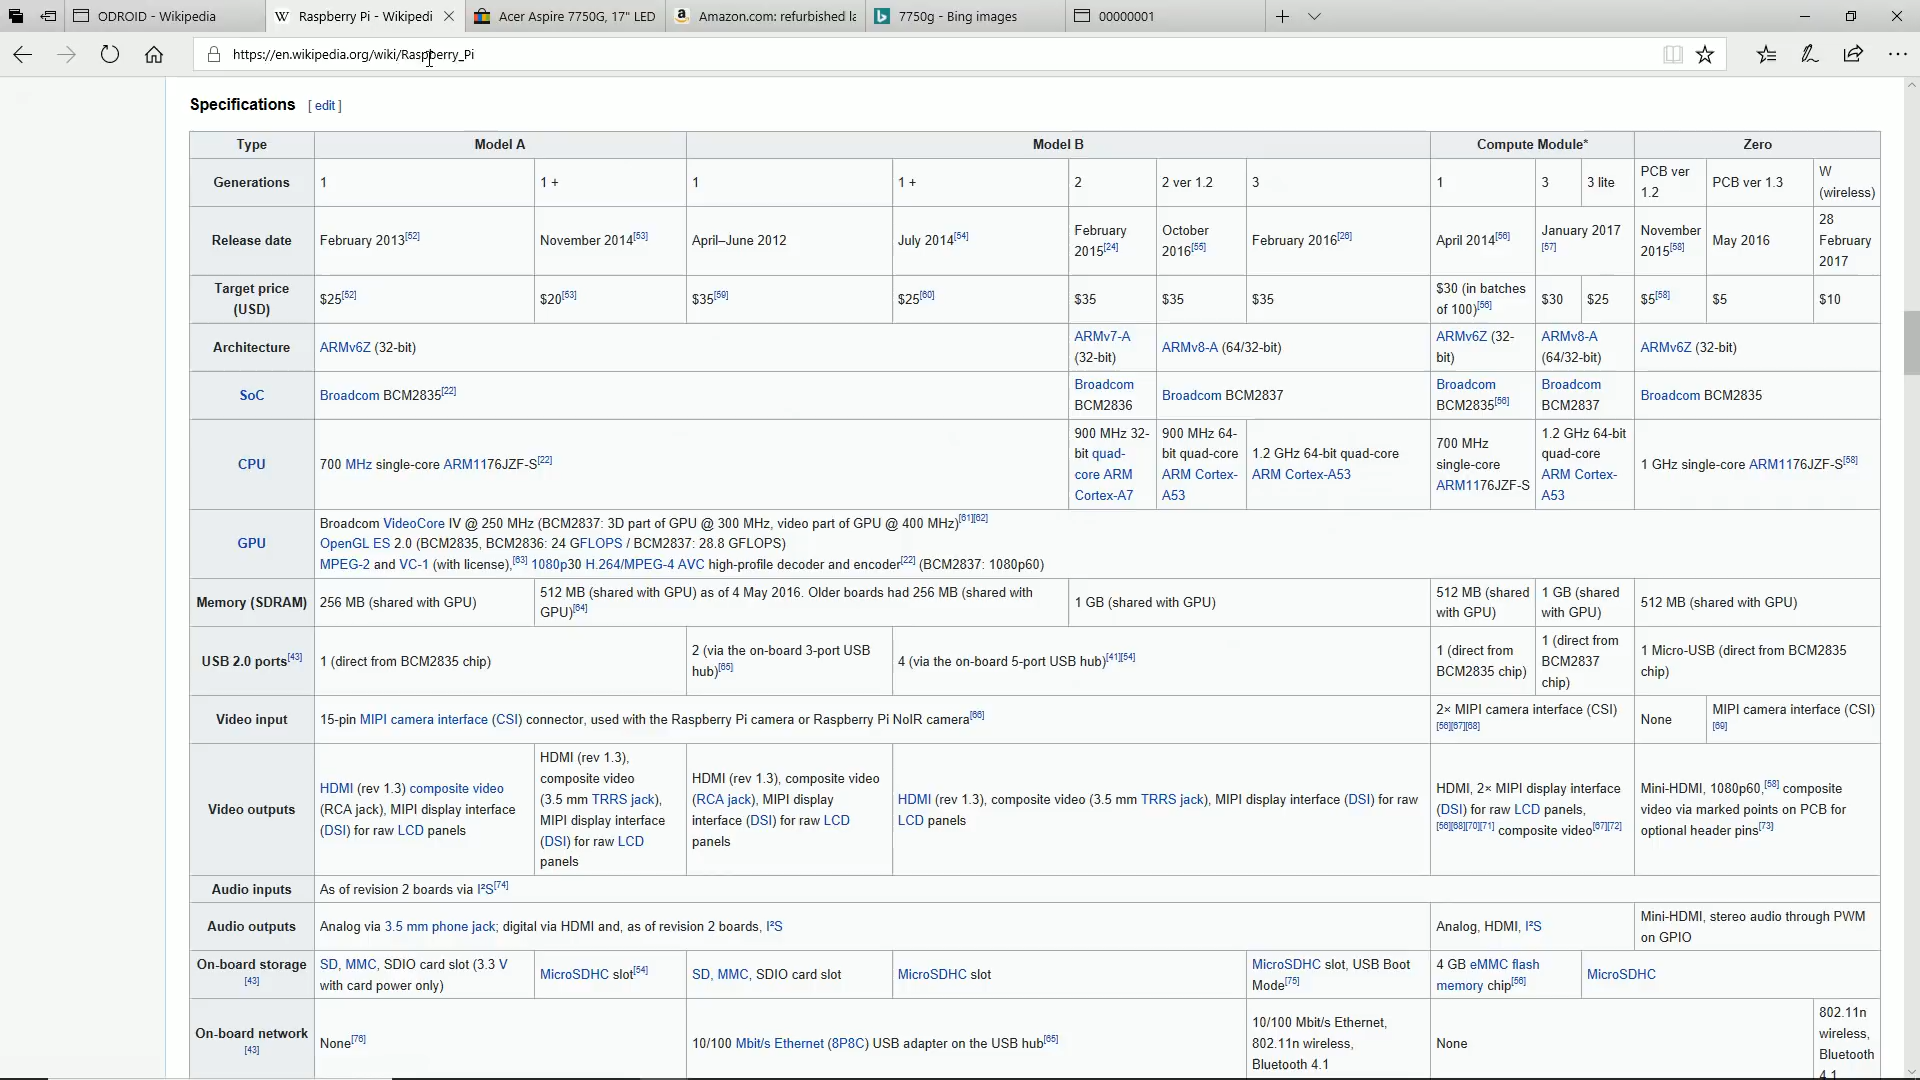 ODROID - Wikipedia
W Raspberry Pi - Wikipedi
Acer Aspire 7750G, 17" LED
Amazon.com: refurbished la
7750g - Bing images
00000001
https://en.wikipedia.org/wiki/Raspberry_Pi
Specifications [ edit ]
Type Model A Model B Compute Module* Zero
Generations 1 1 + 1 1 + 2 2 ver 1.2 3 1 3 3 lite PCB ver 1.2 PCB ver 1.3 W (wireless)
Release date February 2013[52] November 2014[53] April–June 2012 July 2014[54] February 2015[24] October 2016[55] February 2016[26] April 2014[56] January 2017 [57] November 2015[58] May 2016 28 February 2017
Target price (USD) $25[52] $20[53] $35[59] $25[60] $35 $35 $35 $30 (in batches of 100)[56] $30 $25 $5[58] $5 $10
Architecture ARMv6Z (32-bit) ARMv7-A (32-bit) ARMv8-A (64/32-bit) ARMv6Z (32-bit) ARMv8-A (64/32-bit) ARMv6Z (32-bit)
SoC Broadcom BCM2835[22] Broadcom BCM2836 Broadcom BCM2837 Broadcom BCM2835[56] Broadcom BCM2837 Broadcom BCM2835
CPU 700 MHz single-core ARM1176JZF-S[22] 900 MHz 32-bit quad-core ARM Cortex-A7 900 MHz 64-bit quad-core ARM Cortex-A53 1.2 GHz 64-bit quad-core ARM Cortex-A53 700 MHz single-core ARM1176JZF-S 1.2 GHz 64-bit quad-core ARM Cortex-A53 1 GHz single-core ARM1176JZF-S[58]
GPU Broadcom VideoCore IV @ 250 MHz (BCM2837: 3D part of GPU @ 300 MHz, video part of GPU @ 400 MHz)[61][62]
OpenGL ES 2.0 (BCM2835, BCM2836: 24 GFLOPS / BCM2837: 28.8 GFLOPS)
MPEG-2 and VC-1 (with license),[63] 1080p30 H.264/MPEG-4 AVC high-profile decoder and encoder[22] (BCM2837: 1080p60)
Memory (SDRAM) 256 MB (shared with GPU) 512 MB (shared with GPU) as of 4 May 2016. Older boards had 256 MB (shared with GPU)[64] 1 GB (shared with GPU) 512 MB (shared with GPU) 1 GB (shared with GPU) 512 MB (shared with GPU)
USB 2.0 ports[43] 1 (direct from BCM2835 chip) 2 (via the on-board 3-port USB hub)[65] 4 (via the on-board 5-port USB hub)[41][54] 1 (direct from BCM2835 chip) 1 (direct from BCM2837 chip) 1 Micro-USB (direct from BCM2835 chip)
Video input 15-pin MIPI camera interface (CSI) connector, used with the Raspberry Pi camera or Raspberry Pi NoIR camera[66] 2× MIPI camera interface (CSI) [56][67][68] None MIPI camera interface (CSI) [69]
Video outputs HDMI (rev 1.3) composite video (RCA jack), MIPI display interface (DSI) for raw LCD panels HDMI (rev 1.3), composite video (3.5 mm TRRS jack), MIPI display interface (DSI) for raw LCD panels HDMI (rev 1.3), composite video (RCA jack), MIPI display interface (DSI) for raw LCD panels HDMI (rev 1.3), composite video (3.5 mm TRRS jack), MIPI display interface (DSI) for raw LCD panels HDMI, 2× MIPI display interface (DSI) for raw LCD panels, [56][68][70][71] composite video[67][72] Mini-HDMI, 1080p60,[58] composite video via marked points on PCB for optional header pins[73]
Audio inputs As of revision 2 boards via I²S[74]
Audio outputs Analog via 3.5 mm phone jack; digital via HDMI and, as of revision 2 boards, I²S Analog, HDMI, I²S Mini-HDMI, stereo audio through PWM on GPIO
On-board storage [43] SD, MMC, SDIO card slot (3.3 V with card power only) MicroSDHC slot[54] SD, MMC, SDIO card slot MicroSDHC slot MicroSDHC slot, USB Boot Mode[75] 4 GB eMMC flash memory chip[56] MicroSDHC
On-board network [43] None[76] 10/100 Mbit/s Ethernet (8P8C) USB adapter on the USB hub[65] 10/100 Mbit/s Ethernet, 802.11n wireless, Bluetooth 4.1 None 802.11n wireless, Bluetooth 4.1